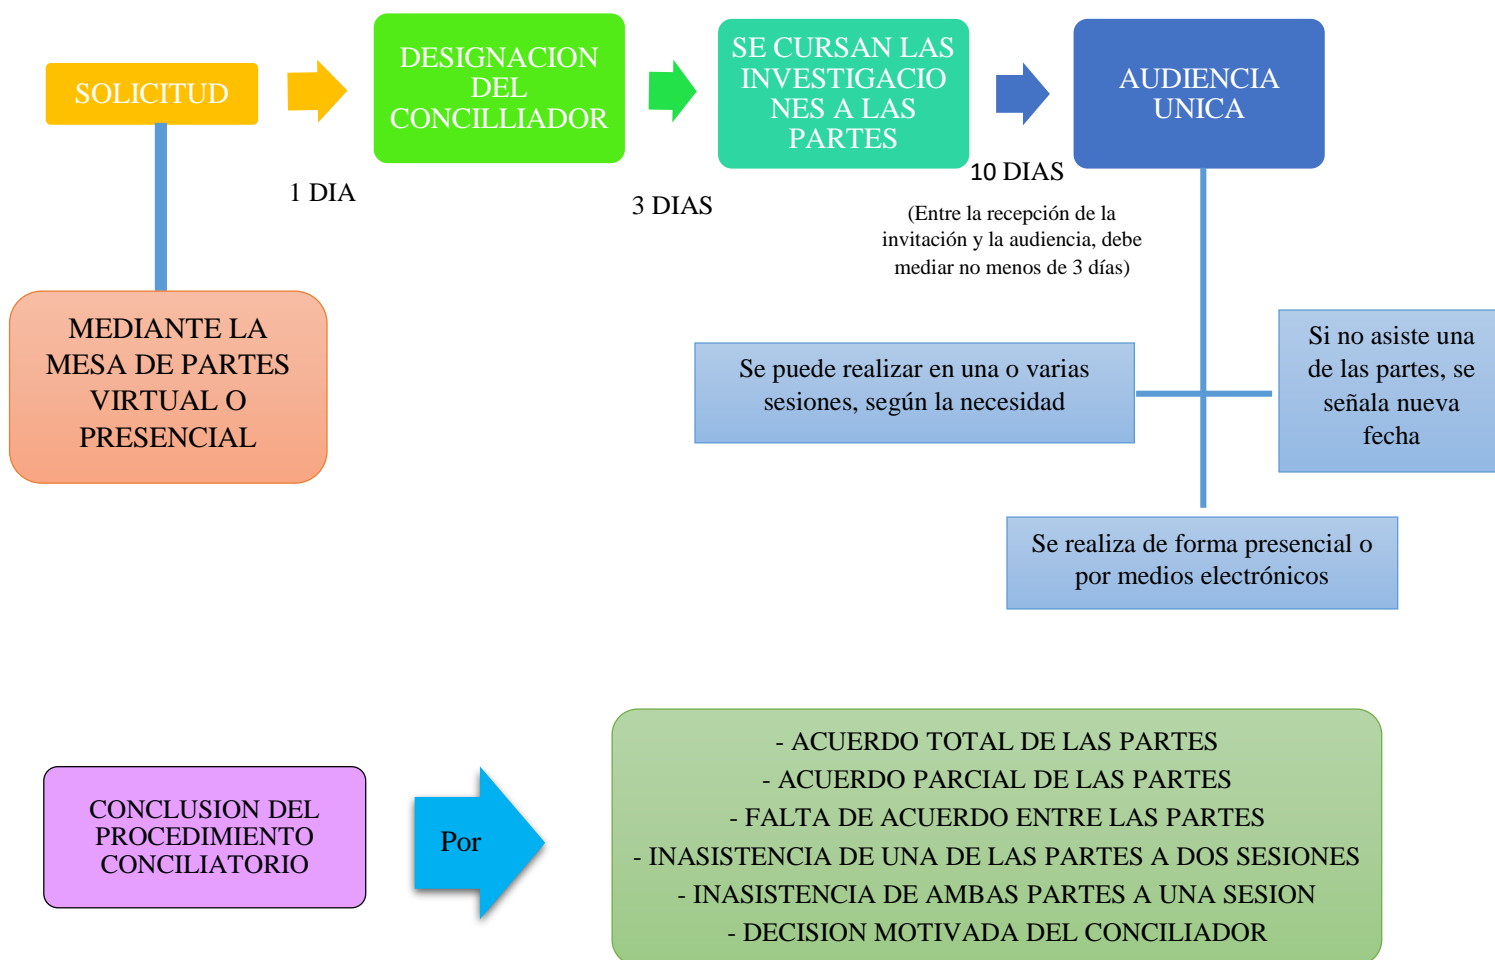 SOLICITUD
DESIGNACION
DEL
CONCILLIADOR
SE CURSAN LAS
INVESTIGACIO
NES A LAS
PARTES
AUDIENCIA
UNICA
1 DIA
3 DIAS
10 DIAS
(Entre la recepción de la
invitación y la audiencia, debe
mediar no menos de 3 días)
MEDIANTE LA
MESA DE PARTES
VIRTUAL O
PRESENCIAL
Se puede realizar en una o varias
sesiones, según la necesidad
Si no asiste una
de las partes, se
señala nueva
fecha
Se realiza de forma presencial o
por medios electrónicos
CONCLUSION DEL
PROCEDIMIENTO
CONCILIATORIO
Por
- ACUERDO TOTAL DE LAS PARTES
- ACUERDO PARCIAL DE LAS PARTES
- FALTA DE ACUERDO ENTRE LAS PARTES
- INASISTENCIA DE UNA DE LAS PARTES A DOS SESIONES
- INASISTENCIA DE AMBAS PARTES A UNA SESION
- DECISION MOTIVADA DEL CONCILIADOR